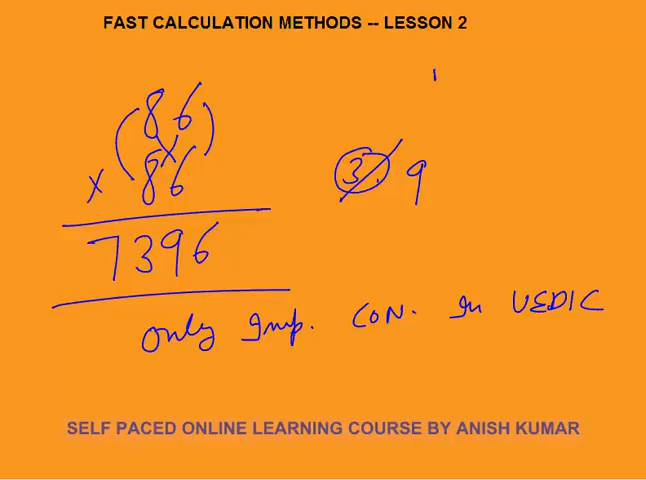 FAST CALCULATION METHODS -- LESSON 2
86
× 86
3 9
7396
Only Imp. CON. In VEDIC
SELF PACED ONLINE LEARNING COURSE BY ANISH KUMAR